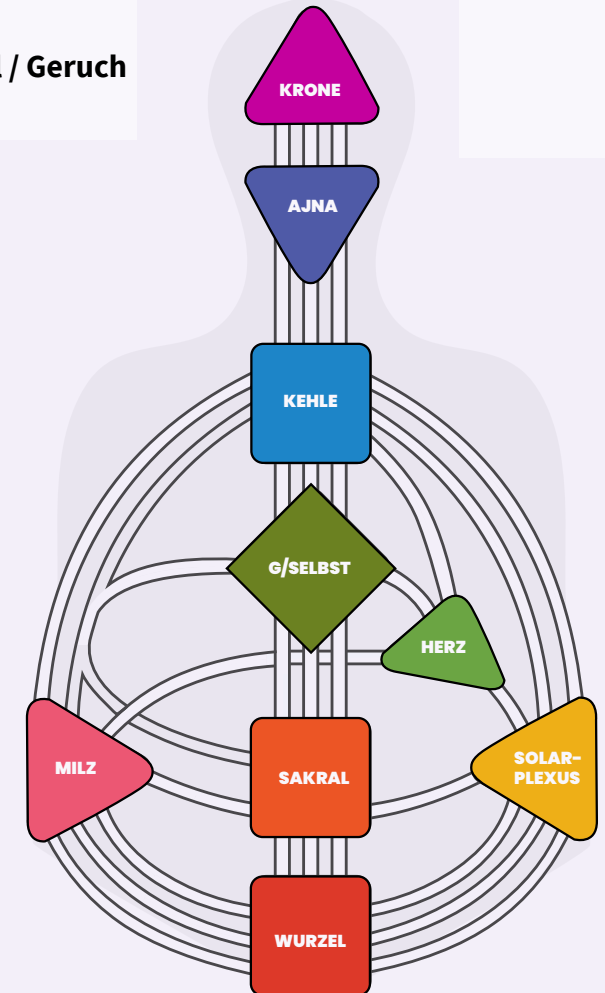 / Geruch
KRONE
AJNA
KEHLE
G/SELBST
HERZ
MILZ
SAKRAL
SOLAR-
PLEXUS
WURZEL